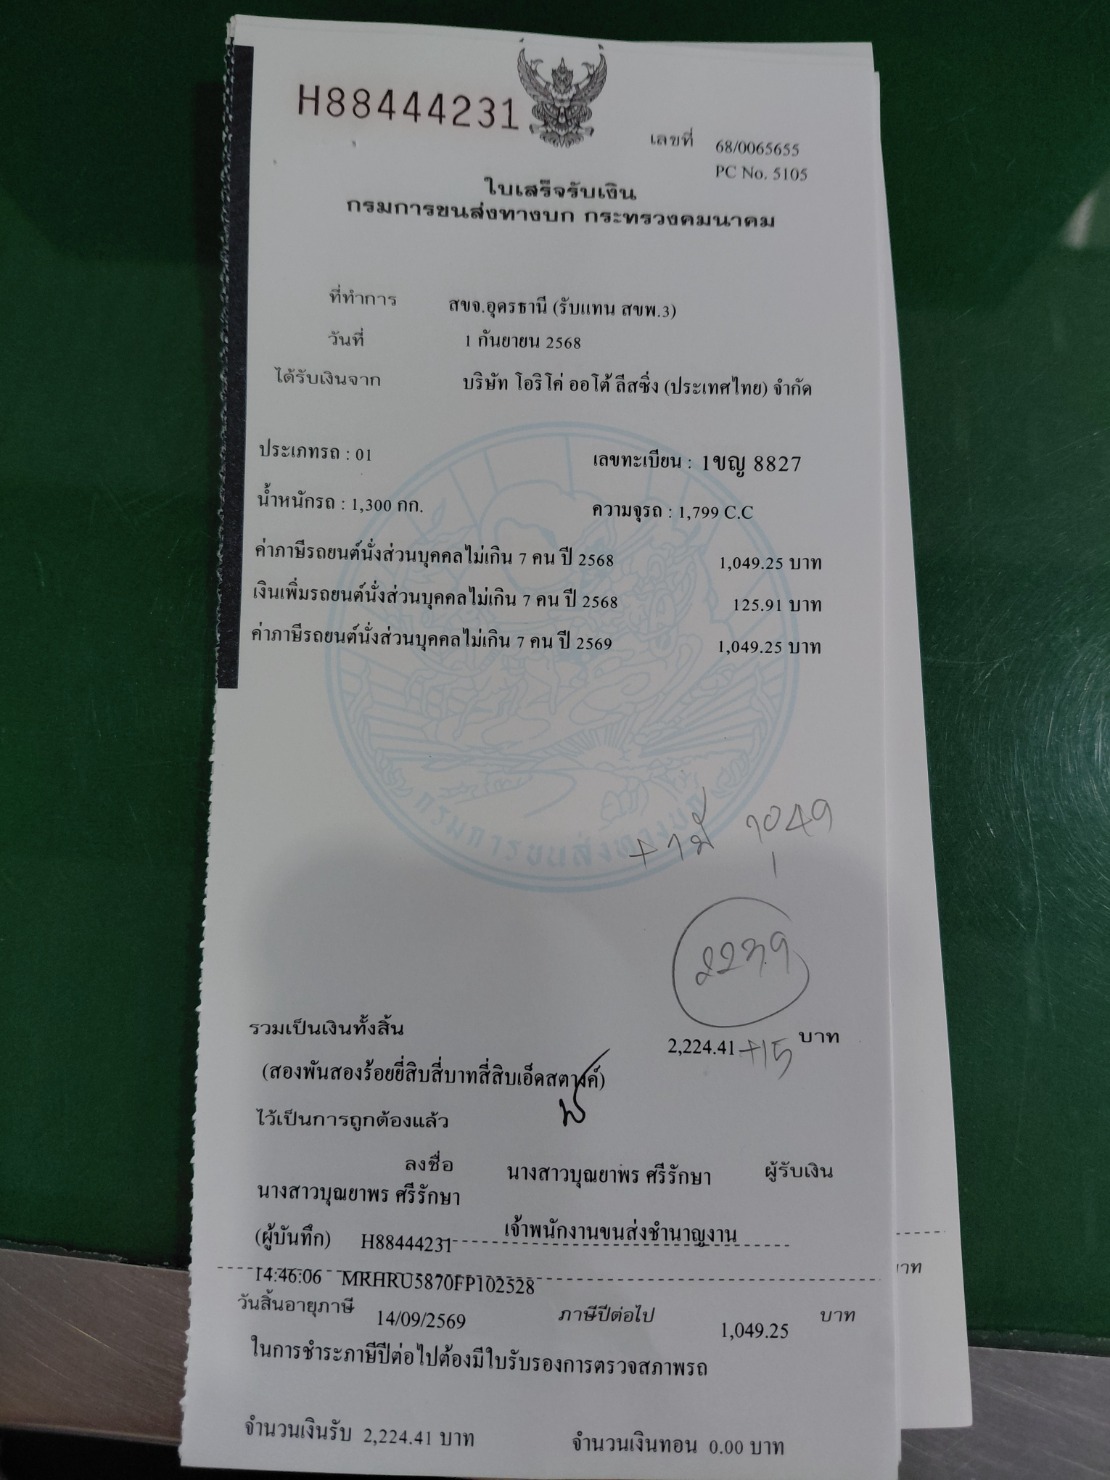 H88444231
เลขที่ 68/0065655
PC No. 5105
ใบเสร็จรับเงิน
กรมการขนส่งทางบก กระทรวงคมนาคม
ที่ทำการ สขจ.อุดรธานี (รับแทน สขพ.3)
วันที่ 1 กันยายน 2568
ได้รับเงินจาก บริษัท โอริโค่ ออโต้ ลีสซิ่ง (ประเทศไทย) จำกัด
ประเภทรถ : 01 เลขทะเบียน : 1ขญ 8827
น้ำหนักรถ : 1,300 กก. ความจุรถ : 1,799 C.C
ค่าภาษีรถยนต์นั่งส่วนบุคคลไม่เกิน 7 คน ปี 2568 1,049.25 บาท
เงินเพิ่มรถยนต์นั่งส่วนบุคคลไม่เกิน 7 คน ปี 2568 125.91 บาท
ค่าภาษีรถยนต์นั่งส่วนบุคคลไม่เกิน 7 คน ปี 2569 1,049.25 บาท
กรมการขนส่งทางบก
1,049
2239
รวมเป็นเงินทั้งสิ้น 2,224.41 +15 บาท
(สองพันสองร้อยยี่สิบสี่บาทสี่สิบเอ็ดสตางค์)
ไว้เป็นการถูกต้องแล้ว
ลงชื่อ นางสาวบุณยาพร ศรีรักษา ผู้รับเงิน
นางสาวบุณยาพร ศรีรักษา
(ผู้บันทึก) H88444231 เจ้าพนักงานขนส่งชำนาญงาน
14:46:06 MRHRU5870FP102528
วันสิ้นอายุภาษี 14/09/2569 ภาษีปีต่อไป 1,049.25 บาท
ในการชำระภาษีปีต่อไปต้องมีใบรับรองการตรวจสภาพรถ
จำนวนเงินรับ 2,224.41 บาท จำนวนเงินทอน 0.00 บาท